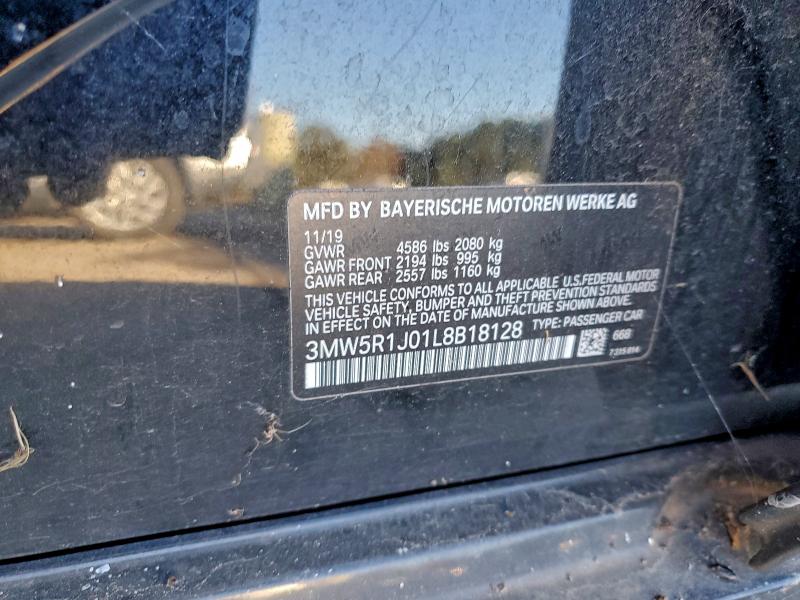 MFD BY BAYERISCHE MOTOREN WERKE AG
11/19
GVWR 4586 lbs 2080 kg
GAWR FRONT 2194 lbs 995 kg
GAWR REAR 2557 lbs 1160 kg
THIS VEHICLE CONFORMS TO ALL APPLICABLE U.S.FEDERAL MOTOR
VEHICLE SAFETY, BUMPER AND THEFT PREVENTION STANDARDS
IN EFFECT ON THE DATE OF MANUFACTURE SHOWN ABOVE.
3MW5R1J01L8B18128 TYPE: PASSENGER CAR
668
7315814